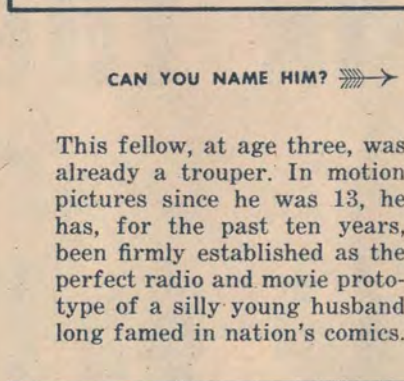 CAN YOU NAME HIM?
This fellow, at age three, was
already a trouper. In motion
pictures since he was 13, he
has, for the past ten years,
been firmly established as the
perfect radio and movie proto-
type of a silly young husband
long famed in nation's comics.